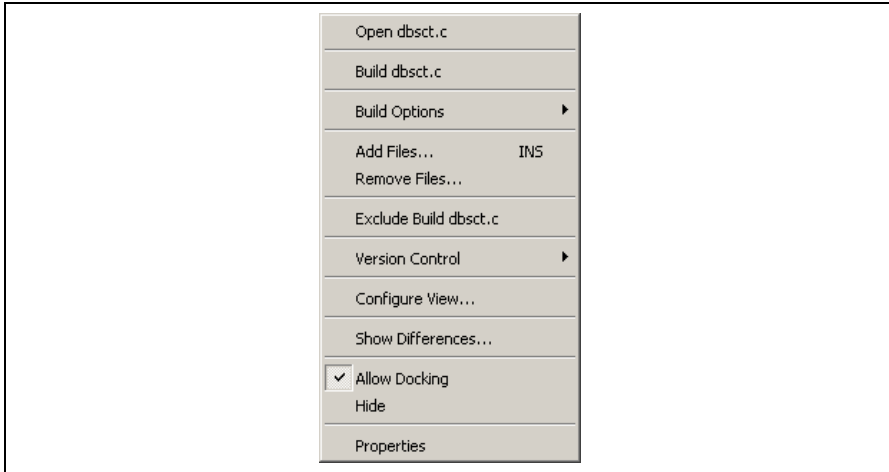 Open dbsct.c
Build dbsct.c
Build Options
Add Files... INS
Remove Files...
Exclude Build dbsct.c
Version Control
Configure View...
Show Differences...
Allow Docking
Hide
Properties